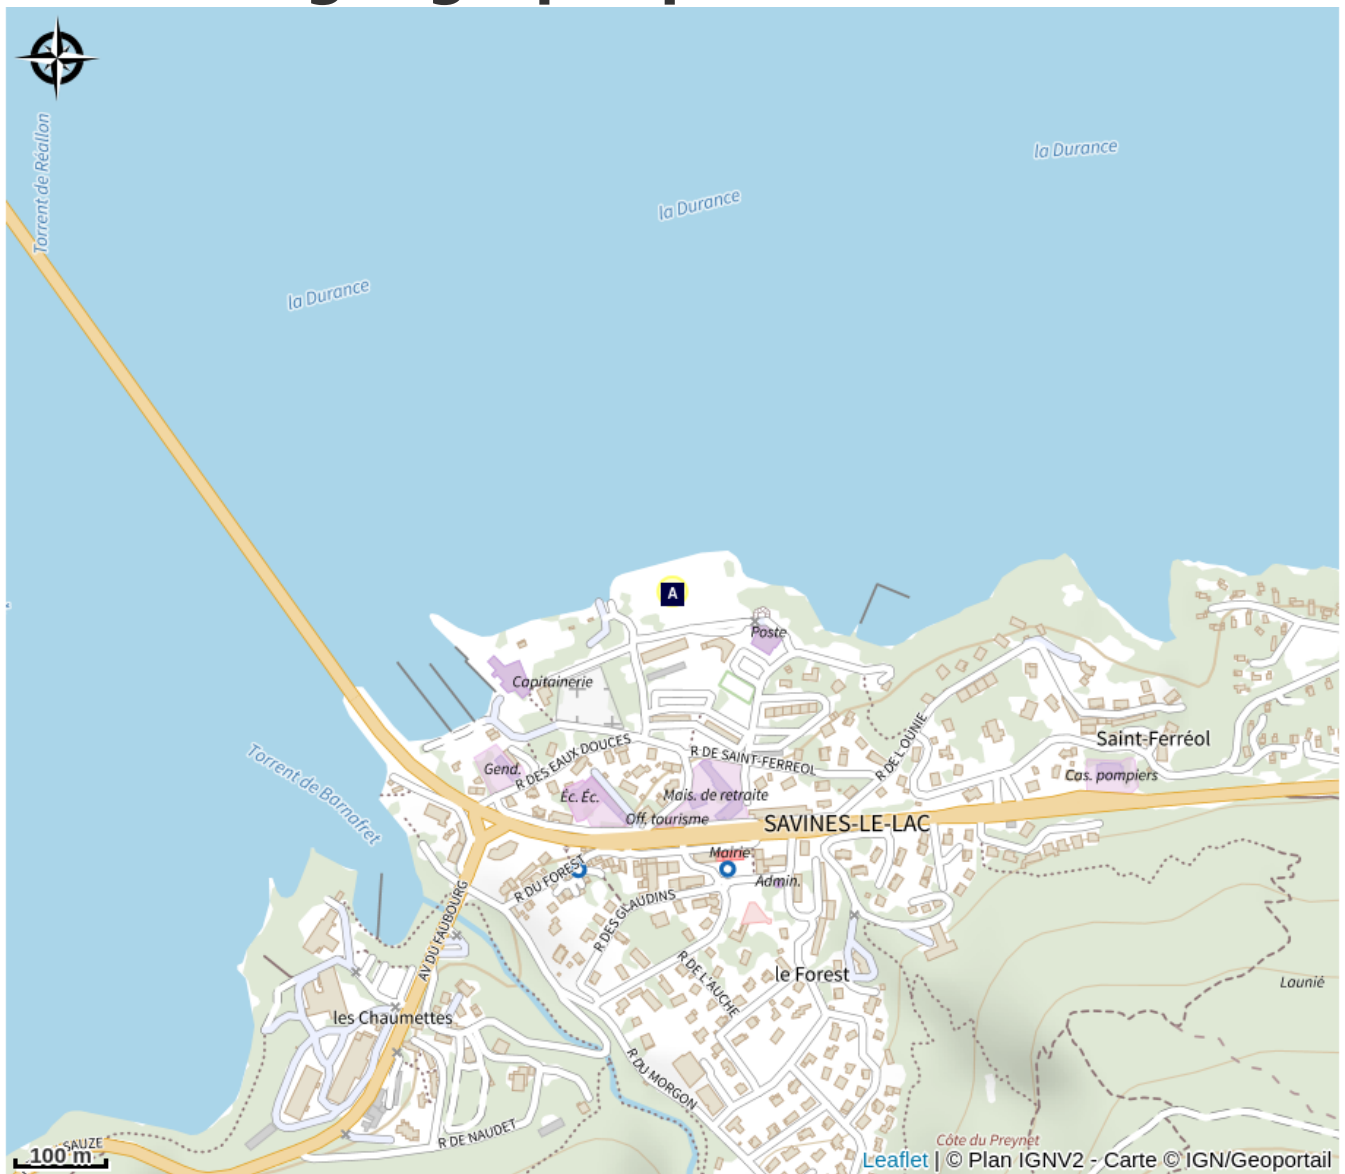 Torrent de Réallon
la Durance
la Durance
la Durance
A
Poste
Capitainerie
R DE L'OUNIE
Saint-Ferréol
R DES EAUX DOUCES
R DE SAINT-FERREOL
Torrent de Barnafret
Gend.
Cas. pompiers
Éc. Éc.
Mais. de retraite
Off. tourisme
SAVINES-LE-LAC
Mairie
R DU FOREST
Admin.
R DES GLAUDINS
AV DU FAUBOURG
R DE L'AUCHE
le Forest
Lounié
les Chaumettes
R DU MORGON
R DE NAUDET
SAUZE
Côte du Preynet
100 m
Leaflet | © Plan IGNV2 - Carte © IGN/Geoportail